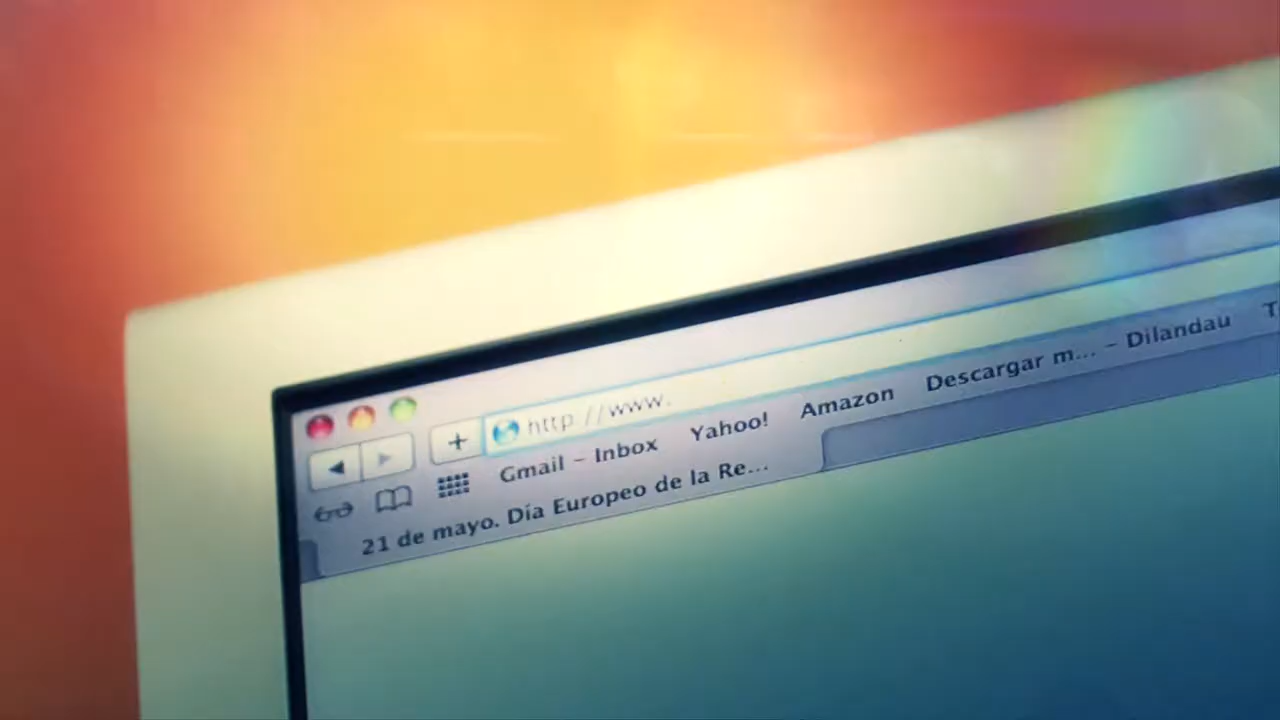 http //www.
Gmail – Inbox Yahoo! Amazon Descargar m... – Dilandau
21 de mayo. Día Europeo de la Re...